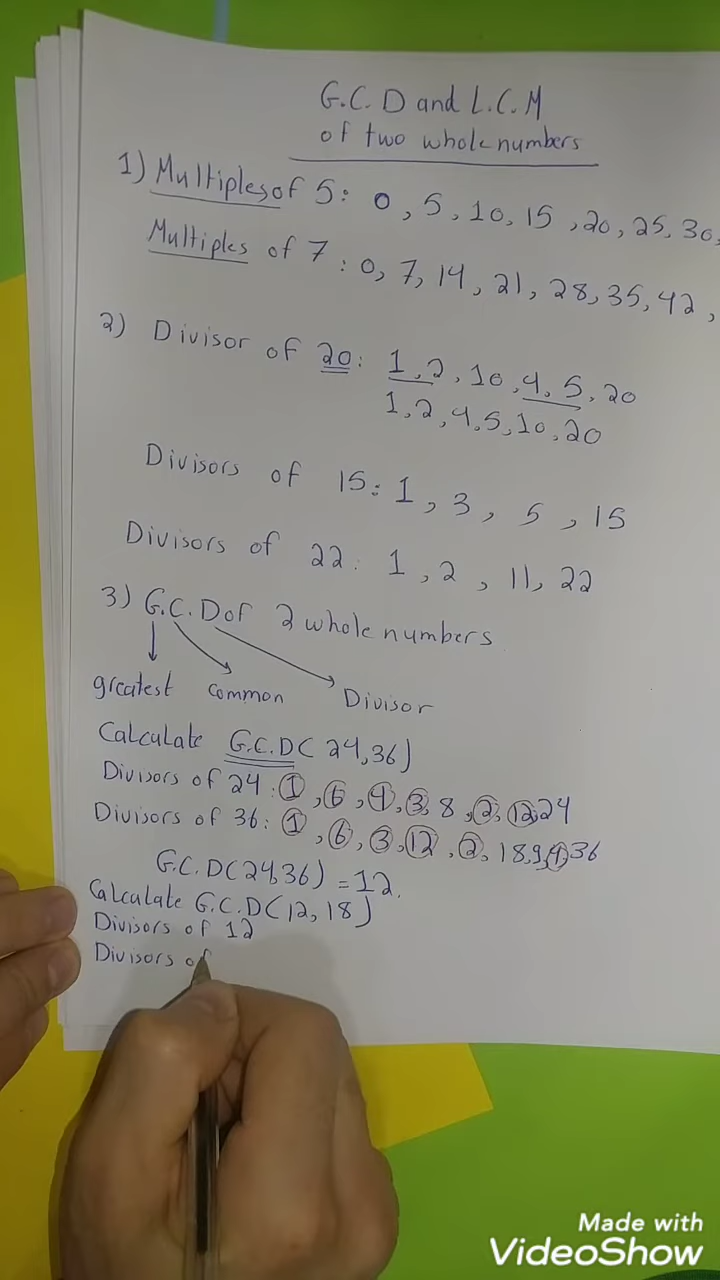 G.C.D and L.C.M
of two whole numbers
1) Multiples of 5: 0, 5, 10, 15, 20, 25, 30,
Multiples of 7: 0, 7, 14, 21, 28, 35, 42,
2) Divisor of 20: 1, 2, 10, 4, 5, 20
1, 2, 4, 5, 10, 20
Divisors of 15: 1, 3, 5, 15
Divisors of 22: 1, 2, 11, 22
3) G.C.D of 2 whole numbers
greatest common Divisor
Calculate G.C.D(24,36)
Divisors of 24: 1, 6, 4, 3, 8, 2, 12, 24
Divisors of 36: 1, 6, 3, 12, 2, 18, 9, 4, 36
G.C.D(24,36) = 12.
Calculate G.C.D(12, 18)
Divisors of 12
Divisors of
Made with
VideoShow